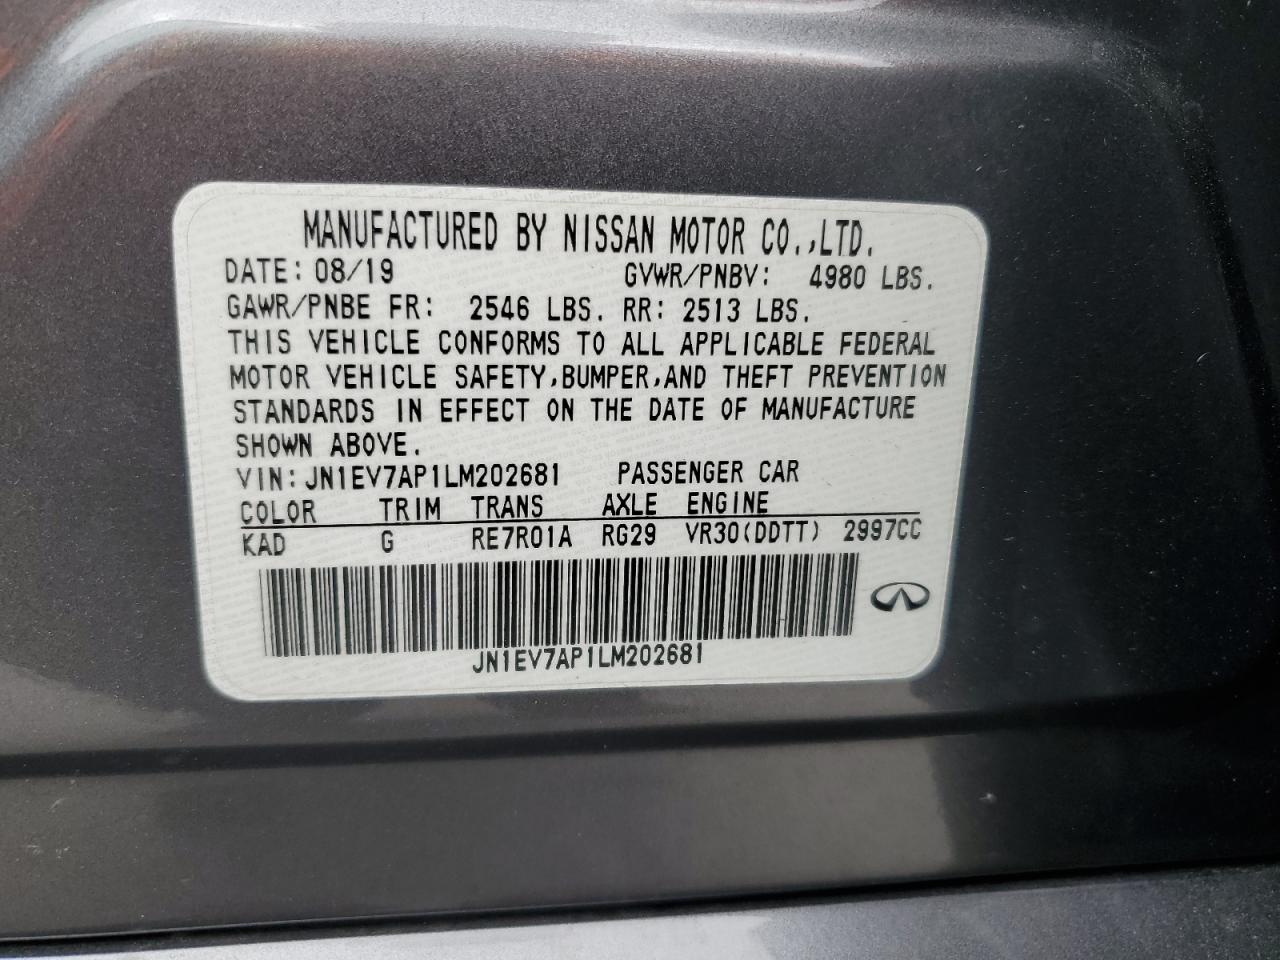 MANUFACTURED BY NISSAN MOTOR CO.,LTD.
DATE: 08/19 GVWR/PNBV: 4980 LBS.
GAWR/PNBE FR: 2546 LBS. RR: 2513 LBS.
THIS VEHICLE CONFORMS TO ALL APPLICABLE FEDERAL
MOTOR VEHICLE SAFETY,BUMPER,AND THEFT PREVENTION
STANDARDS IN EFFECT ON THE DATE OF MANUFACTURE
SHOWN ABOVE.
VIN: JN1EV7AP1LM202681 PASSENGER CAR
COLOR TRIM TRANS AXLE ENGINE
KAD G RE7R01A RG29 VR30(DDTT) 2997CC
JN1EV7AP1LM202681